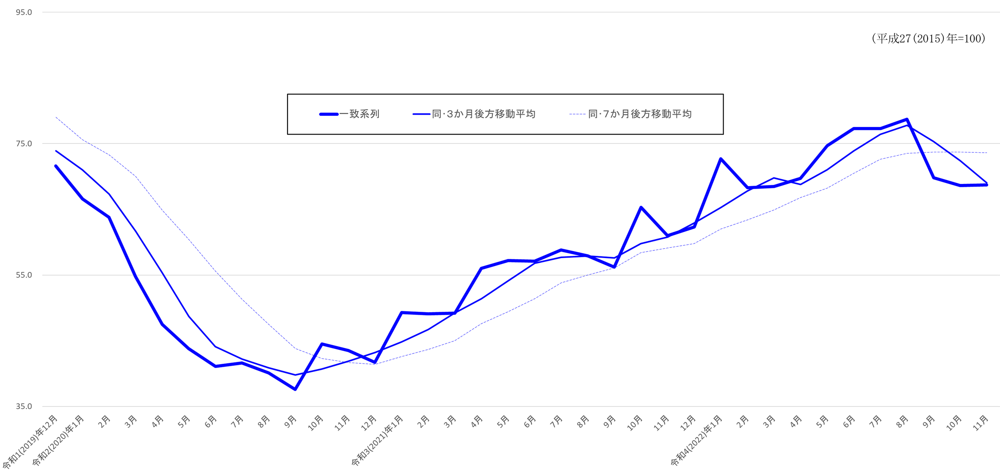 95.0
(平成27(2015)年=100)
一致系列
同・3か月後方移動平均
同・7か月後方移動平均
75.0
55.0
35.0
令和1(2019)年12月
令和2(2020)年1月
2月
3月
4月
5月
6月
7月
8月
9月
10月
11月
12月
令和3(2021)年1月
2月
3月
4月
5月
6月
7月
8月
9月
10月
11月
12月
令和4(2022)年1月
2月
3月
4月
5月
6月
7月
8月
9月
10月
11月